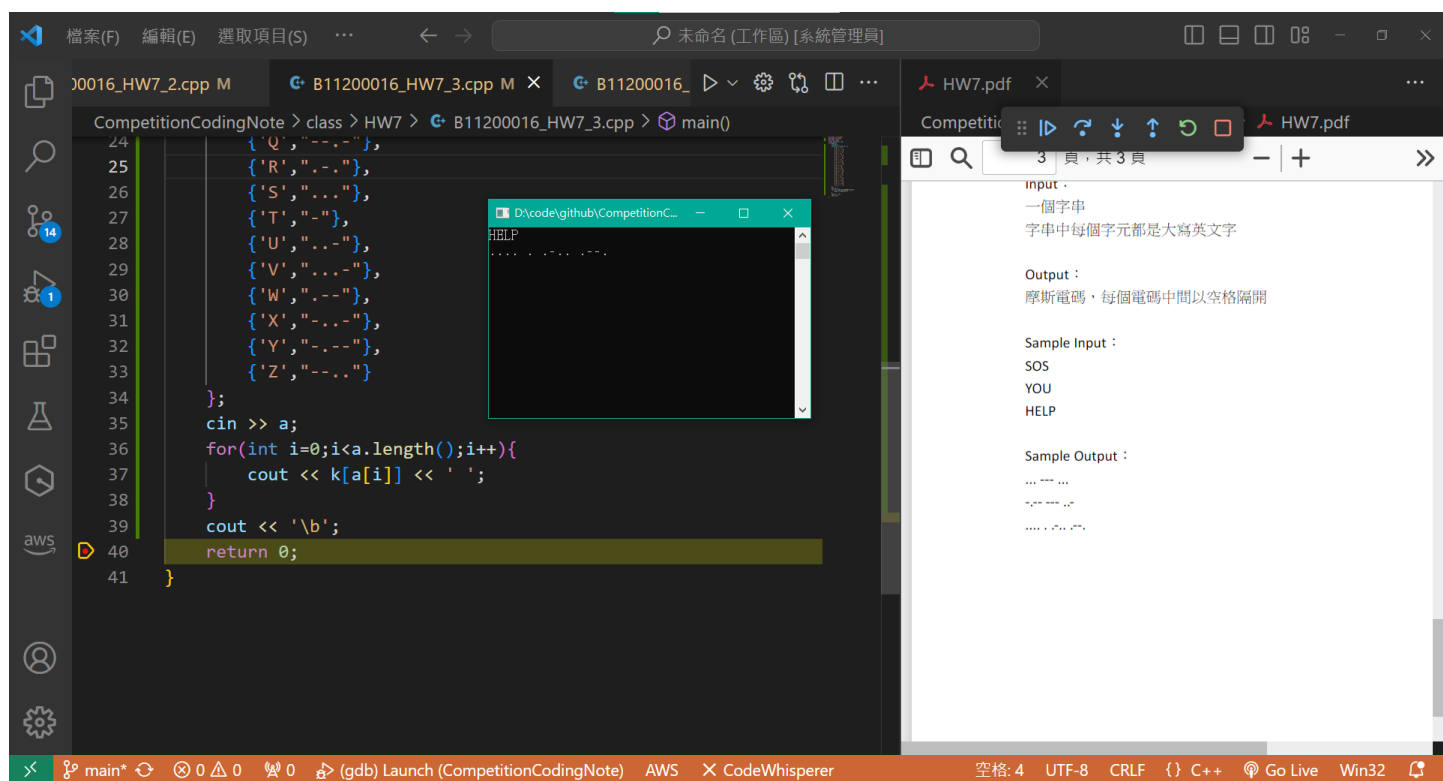 檔案(F) 編輯(E) 選取項目(S) ··· ← → 未命名 (工作區) [系統管理員]
00016_HW7_2.cpp M B11200016_HW7_3.cpp M × B11200016_ ··· HW7.pdf × ···
CompetitionCodingNote > class > HW7 > B11200016_HW7_3.cpp > main() HW7.pdf
3 頁，共 3 頁
24 {'Q',"--.-"},
25 {'R',".-."},
26 {'S',"..."},
27 {'T',"-"},
28 {'U',"..-"},
29 {'V',"...-"},
30 {'W',".--"},
31 {'X',"-..-"},
32 {'Y',"-.--"},
33 {'Z',"--.."}
34 };
35 cin >> a;
36 for(int i=0;i<a.length();i++){
37 cout << k[a[i]] << ' ';
38 }
39 cout << '\b';
40 return 0;
41 }
D:\code\github\CompetitionC...
HELP
.... . .-.. .--.
Input：
一個字串
字串中每個字元都是大寫英文字
Output：
摩斯電碼，每個電碼中間以空格隔開
Sample Input：
SOS
YOU
HELP
Sample Output：
... --- ...
-.-- --- ..-
.... . .-.. .--.
14
1
aws
main* 0 0 0 (gdb) Launch (CompetitionCodingNote) AWS CodeWhisperer 空格: 4 UTF-8 CRLF {} C++ Go Live Win32